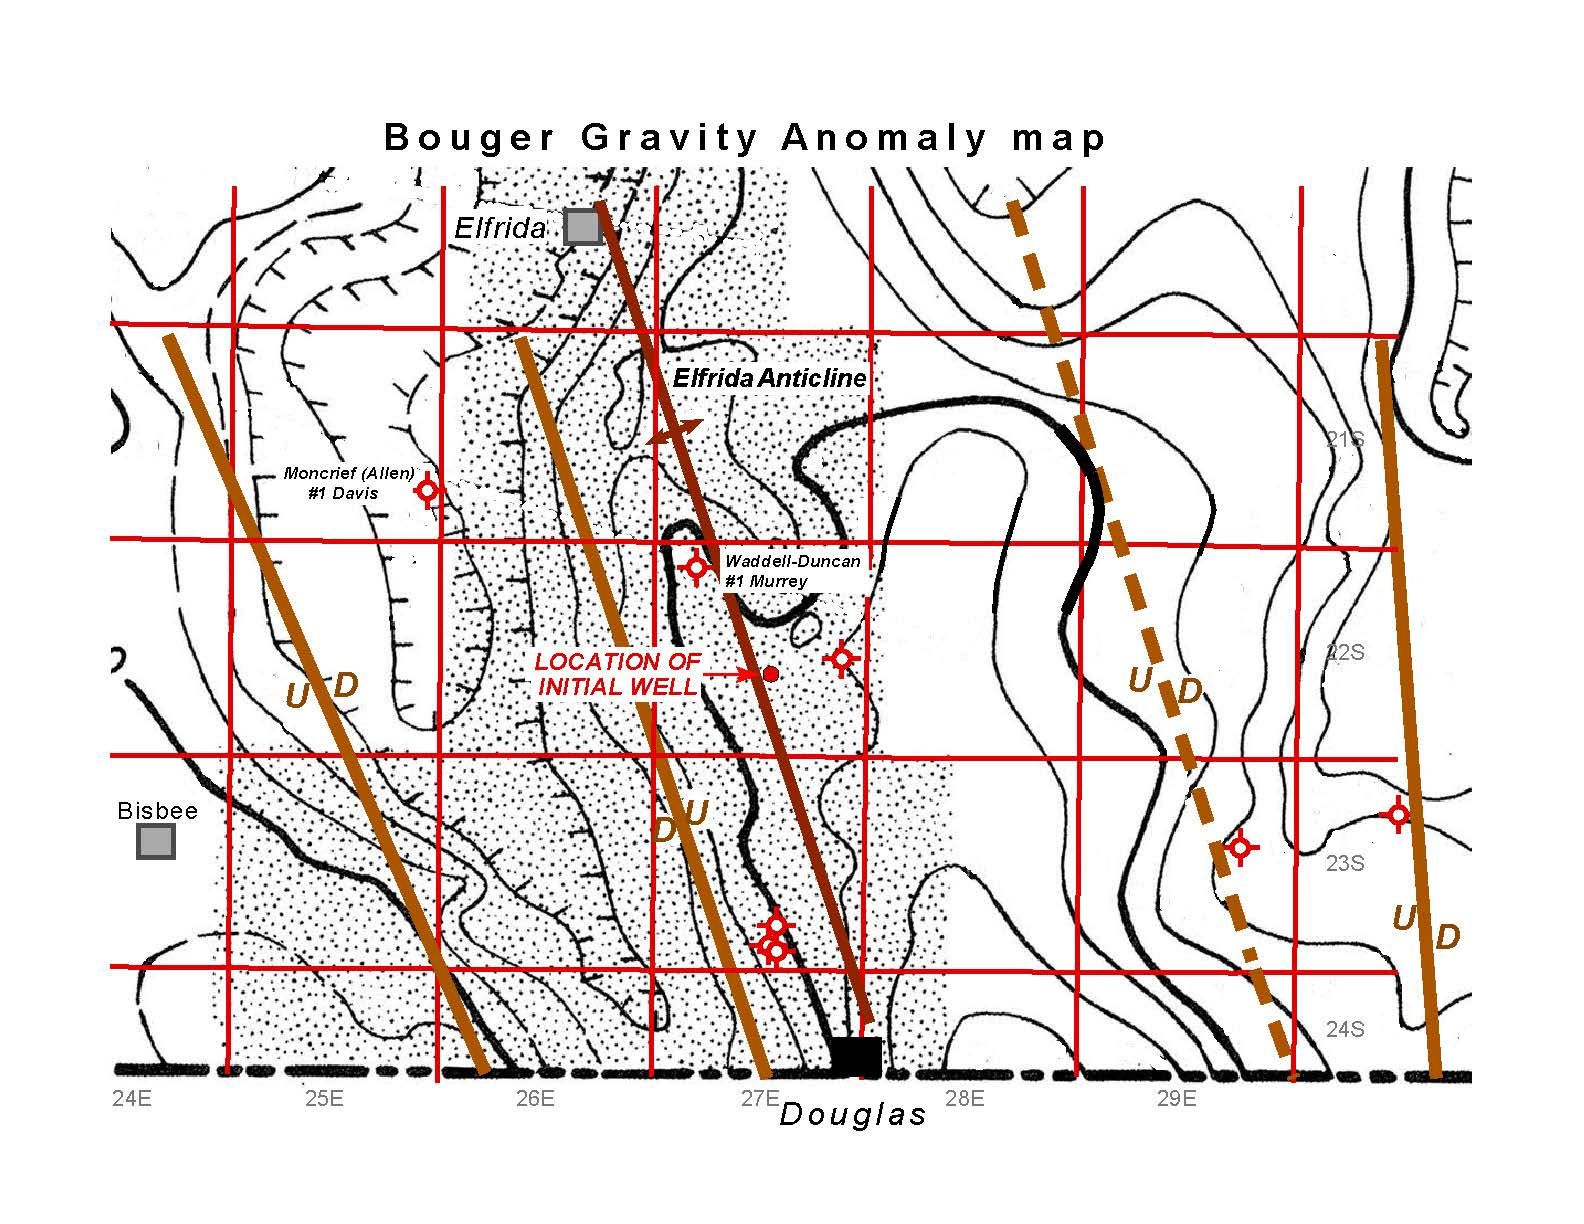 Bouger Gravity Anomaly map
Elfrida
Elfrida Anticline
21S
Moncrief (Allen)
#1 Davis
Waddell-Duncan
#1 Murrey
22S
LOCATION OF
INITIAL WELL
U D
U D
D U
Bisbee
23S
U D
24S
24E 25E 26E 27E 28E 29E
Douglas